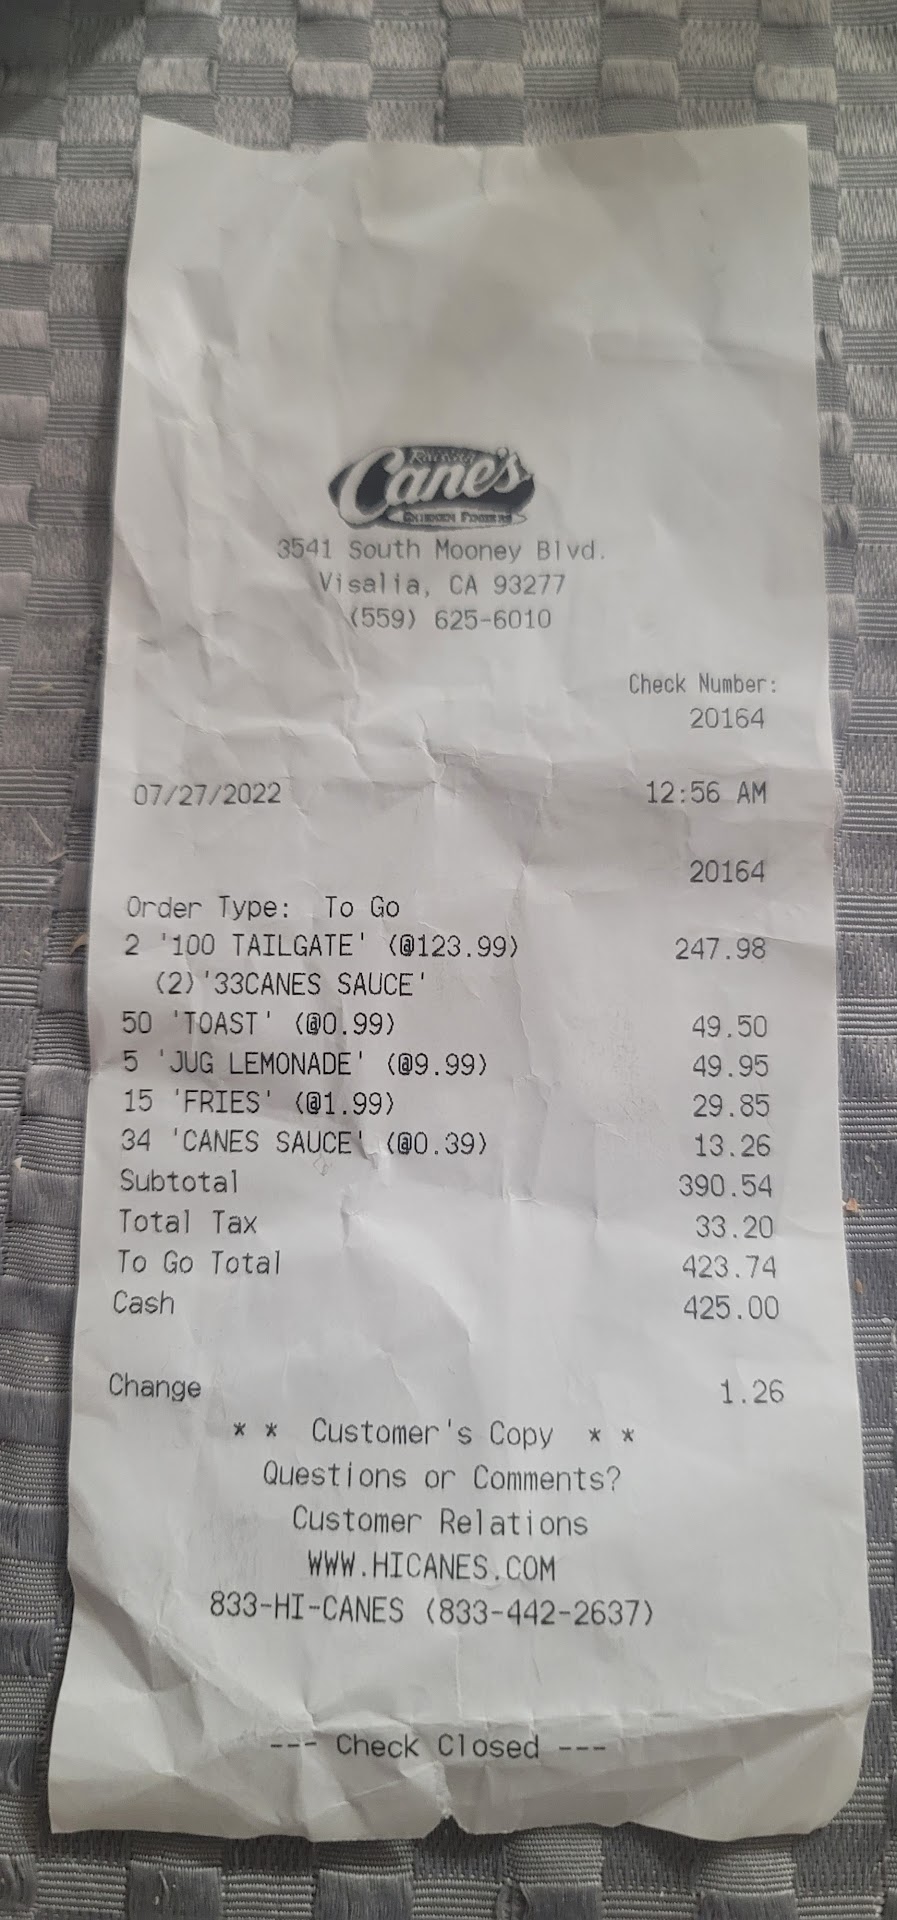 Raising
Cane's
CHICKEN FINGERS
3541 South Mooney Blvd.
Visalia, CA 93277
(559) 625-6010
Check Number:
20164
07/27/2022 12:56 AM
20164
Order Type: To Go
2 '100 TAILGATE' (@123.99) 247.98
(2)'33CANES SAUCE'
50 'TOAST' (@0.99) 49.50
5 'JUG LEMONADE' (@9.99) 49.95
15 'FRIES' (@1.99) 29.85
34 'CANES SAUCE' (@0.39) 13.26
Subtotal 390.54
Total Tax 33.20
To Go Total 423.74
Cash 425.00
Change 1.26
* * Customer's Copy * *
Questions or Comments?
Customer Relations
WWW.HICANES.COM
833-HI-CANES (833-442-2637)
--- Check Closed ---